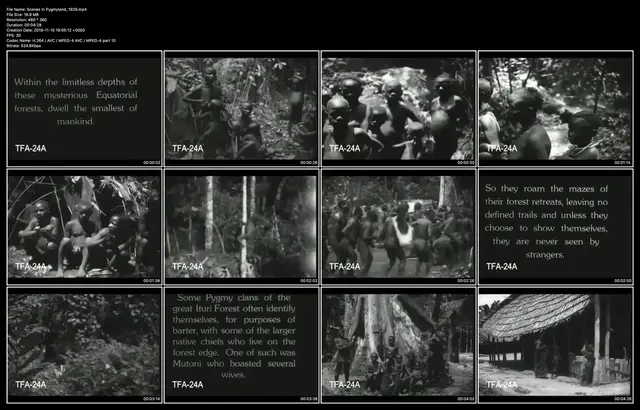 File Name: Scenes In Pygmyland, 1929.mp4
File Size: 16.9 MB
Resolution: 480 * 360
Duration: 00:04:28
Creation Date: 2018-11-10 19:05:12 +0000
FPS: 30
Codec Name: H.264 / AVC / MPEG-4 AVC / MPEG-4 part 10
Bitrate: 524.8Kbps
Within the limitless depths of
these mysterious Equatorial
forests, dwell the smallest of
mankind.
TFA-24A
00:00:02
TFA-24A
00:00:26
TFA-24A
00:00:50
TFA-24A
00:01:14
TFA-24A
00:01:38
TFA-24A
00:02:02
TFA-24A
00:02:26
So they roam the mazes of
their forest retreats, leaving no
defined trails and unless they
choose to show themselves,
they are never seen by
strangers.
TFA-24A
00:02:50
TFA-24A
00:03:14
Some Pygmy clans of the
great Ituri Forest often identify
themselves, for purposes of
barter, with some of the larger
native chiefs who live on the
forest edge. One of such was
Mutoni who boasted several
wives.
TFA-24A
00:03:38
TFA-24A
00:04:02
TFA-24A
00:04:26